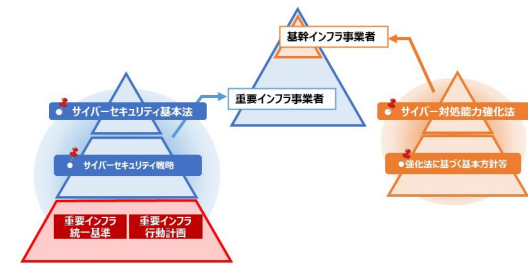 基幹インフラ事業者
重要インフラ事業者
サイバーセキュリティ基本法
サイバーセキュリティ戦略
重要インフラ
統一基準
重要インフラ
行動計画
サイバー対処能力強化法
強化法に基づく基本方針等